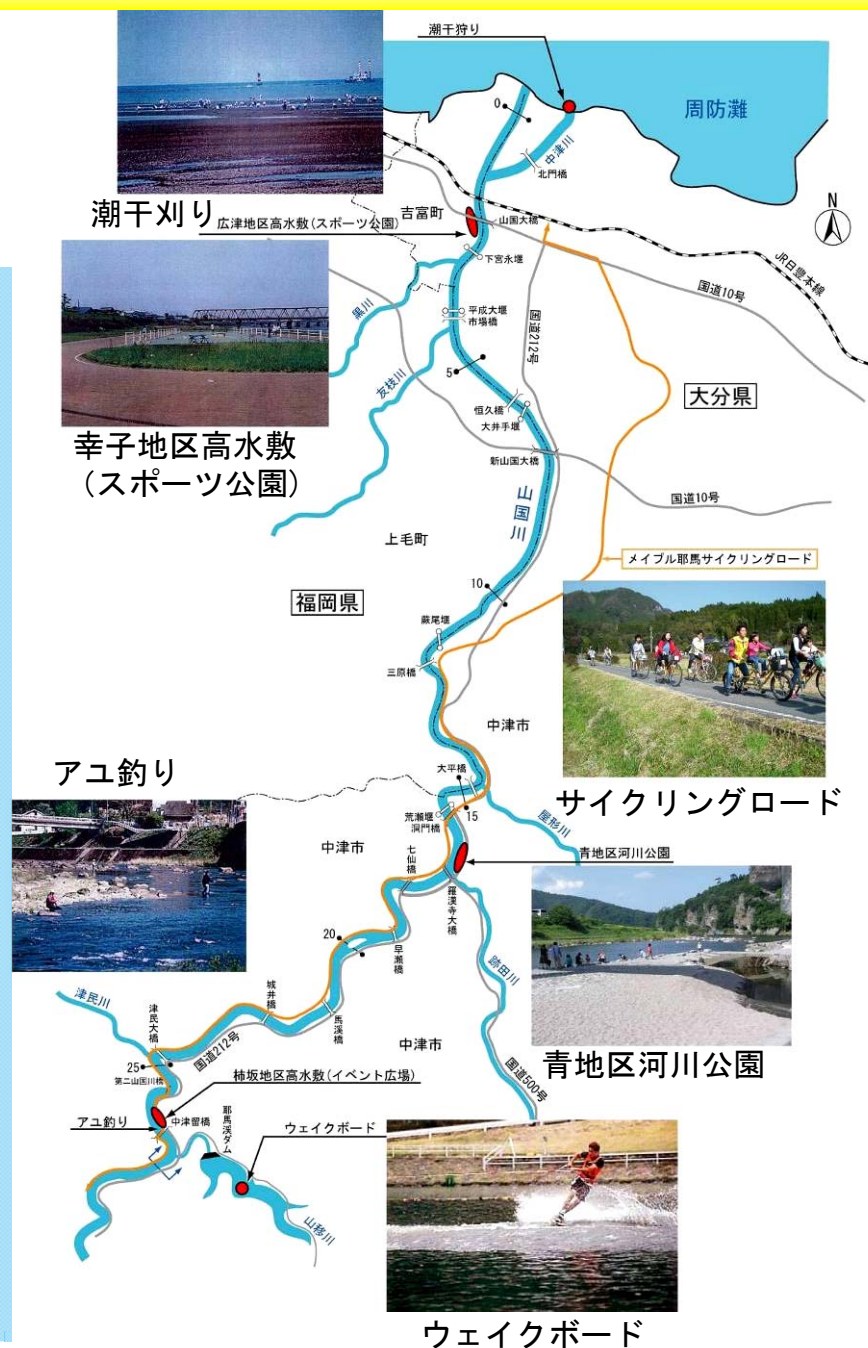 潮干狩り
周防灘
0
中津川
北門橋
N
潮干刈り
吉富町
広津地区高水敷(スポーツ公園)
山国大橋
下宮永堰
JR日豊本線
国道10号
黒川
平成大堰
市場橋
国道212号
友枝川
5
大分県
恒久橋
大井手堰
幸子地区高水敷
(スポーツ公園)
新山国大橋
山国川
国道10号
上毛町
メイプル耶馬サイクリングロード
10
福岡県
蕨尾堰
三原橋
中津市
大平橋
サイクリングロード
アユ釣り
15
荒瀬堰
洞門橋
屋形川
中津市
七仙橋
青地区河川公園
羅漢寺大橋
20
早瀬橋
跡田川
津民川
城井橋
馬溪橋
津民大橋
国道212号
中津市
青地区河川公園
25
第二山国川橋
国道500号
柿坂地区高水敷(イベント広場)
アユ釣り
中津留橋
耶馬渓ダム
ウェイクボード
山移川
ウェイクボード